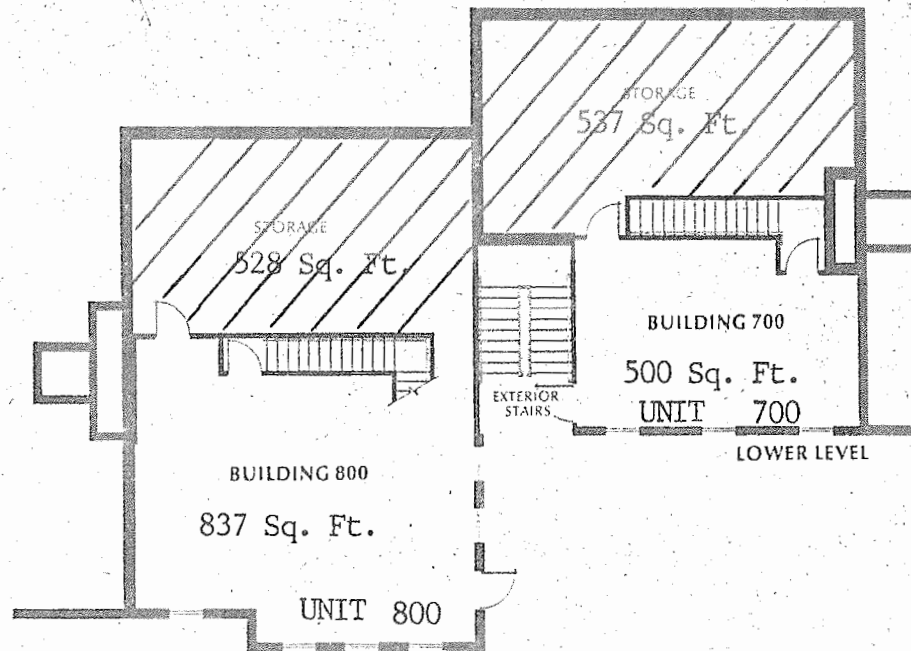 STORAGE
537 Sq. Ft.
STORAGE
528 Sq. Ft.
BUILDING 700
500 Sq. Ft.
UNIT 700
EXTERIOR
STAIRS
LOWER LEVEL
BUILDING 800
837 Sq. Ft.
UNIT 800